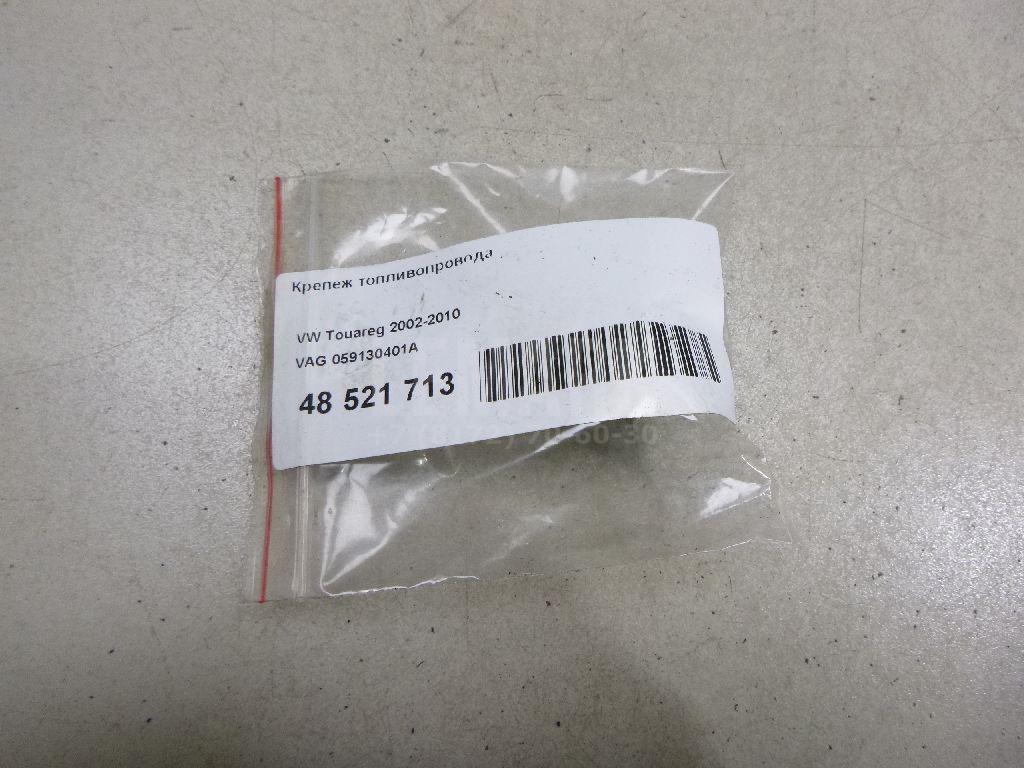 Крепеж топливопровода
VW Touareg 2002-2010
VAG 059130401A
48 521 713